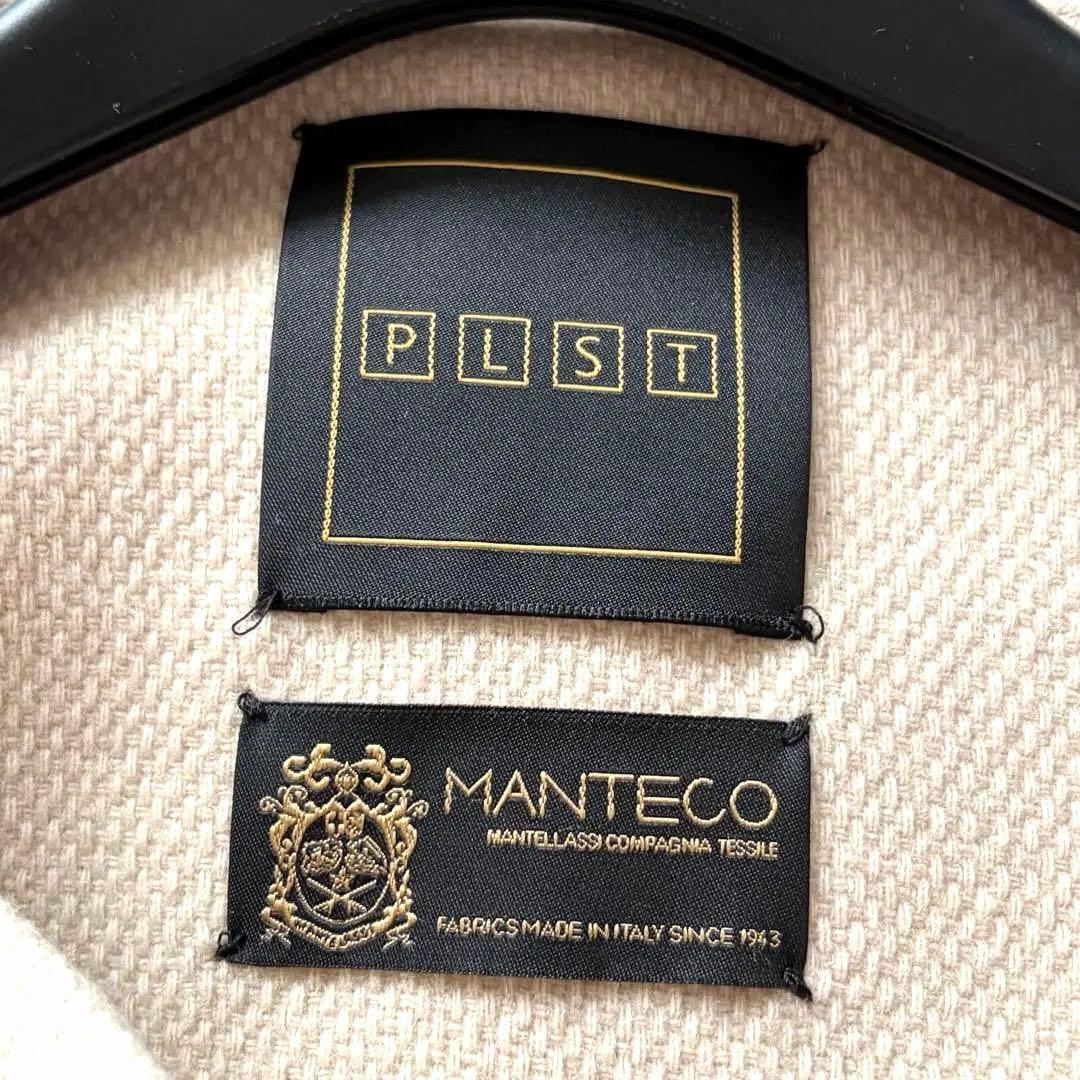 PLST
MANTECO
MANTELLASSI COMPAGNIA TESSILE
FABRICS MADE IN ITALY SINCE 1943